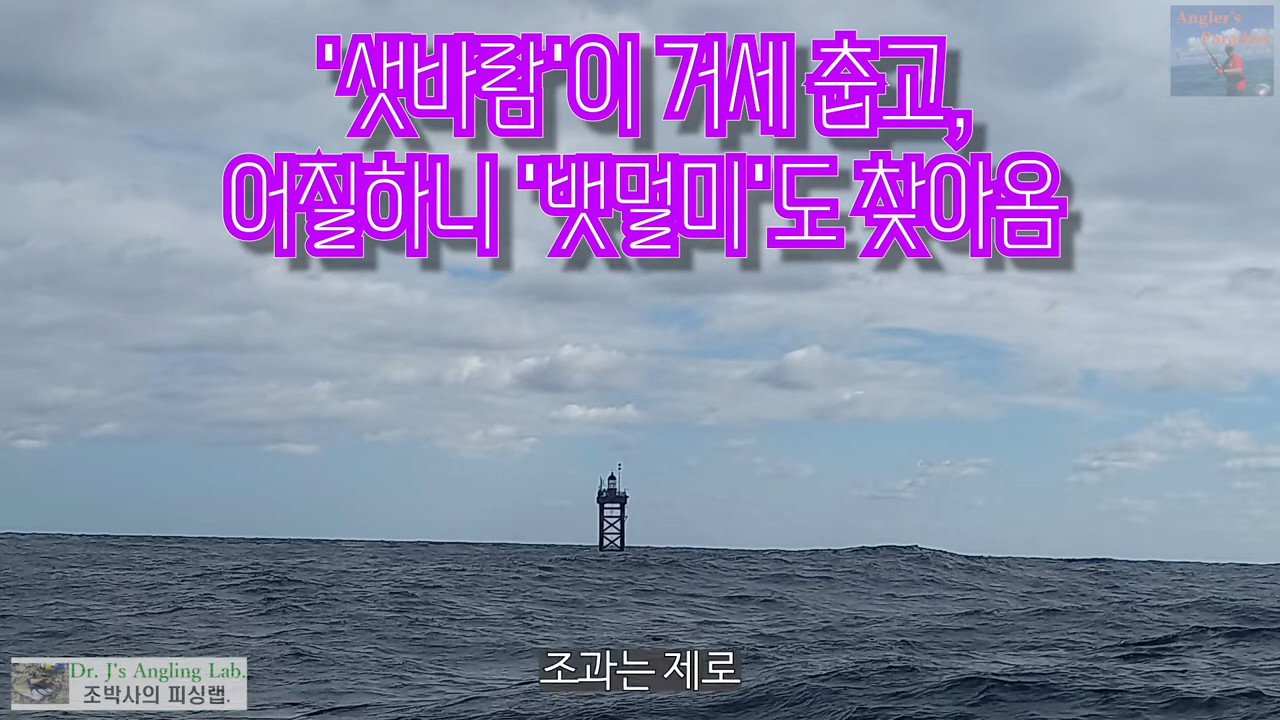 '샛바람'이 거세 춥고,
어질하니 '뱃멀미'도 찾아옴
Angler's
Paradise
조과는 제로
Dr. J's Angling Lab.
조박사의 피싱랩.